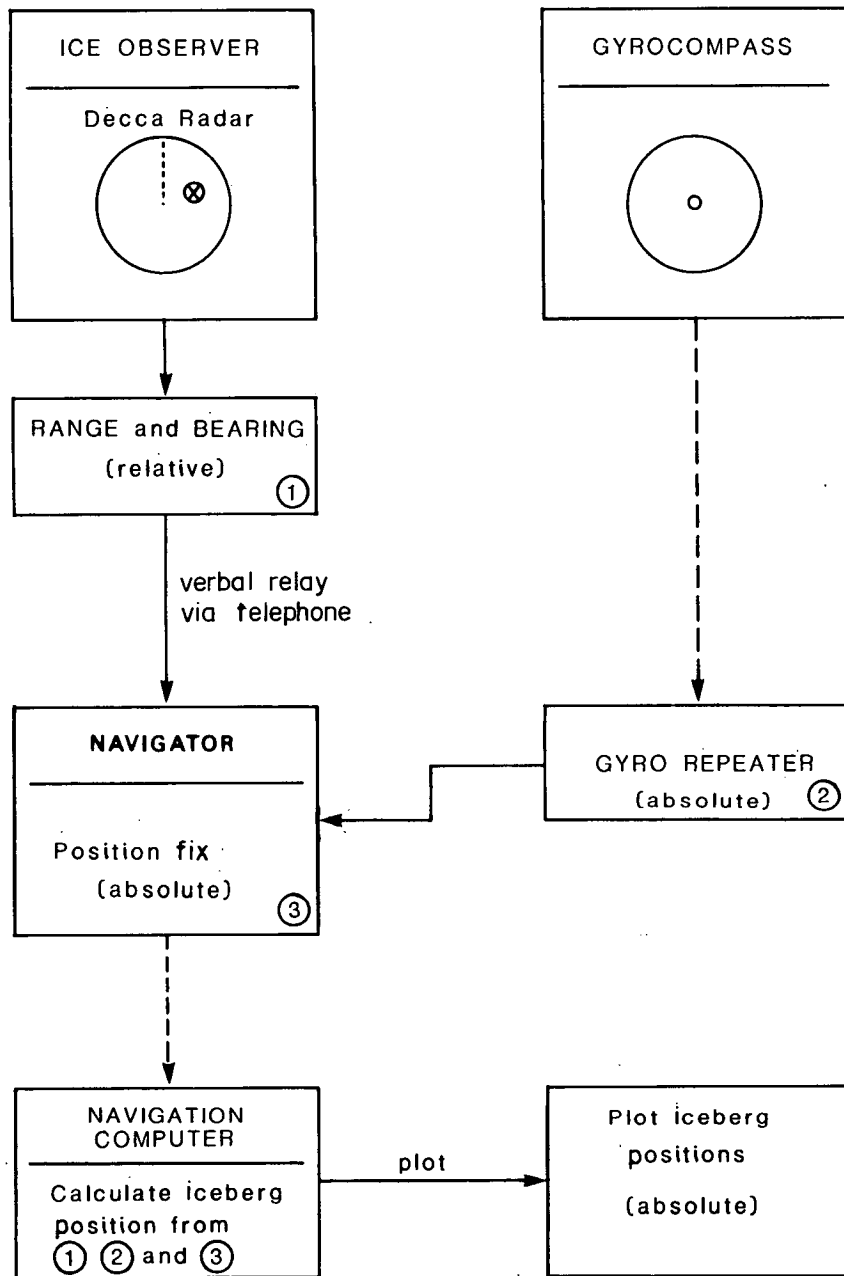 ICE OBSERVER
Decca Radar
GYROCOMPASS
RANGE and BEARING
(relative)
①
verbal relay
via telephone
NAVIGATOR
Position fix
(absolute)
③
GYRO REPEATER
(absolute) ②
NAVIGATION
COMPUTER
Calculate iceberg
position from
① ② and ③
plot
Plot iceberg
positions
(absolute)